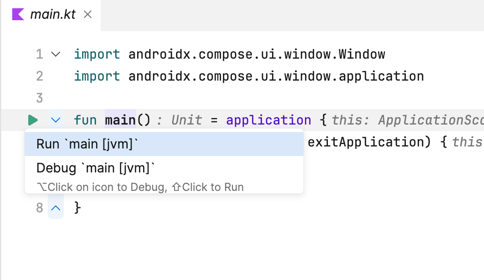 main.kt
1 import androidx.compose.ui.window.Window
2 import androidx.compose.ui.window.application
3
fun main() : Unit = application { this: ApplicationSco
Run `main [jvm]`
exitApplication) { this
Debug `main [jvm]`
⌥Click on icon to Debug, ⇧Click to Run
8 }